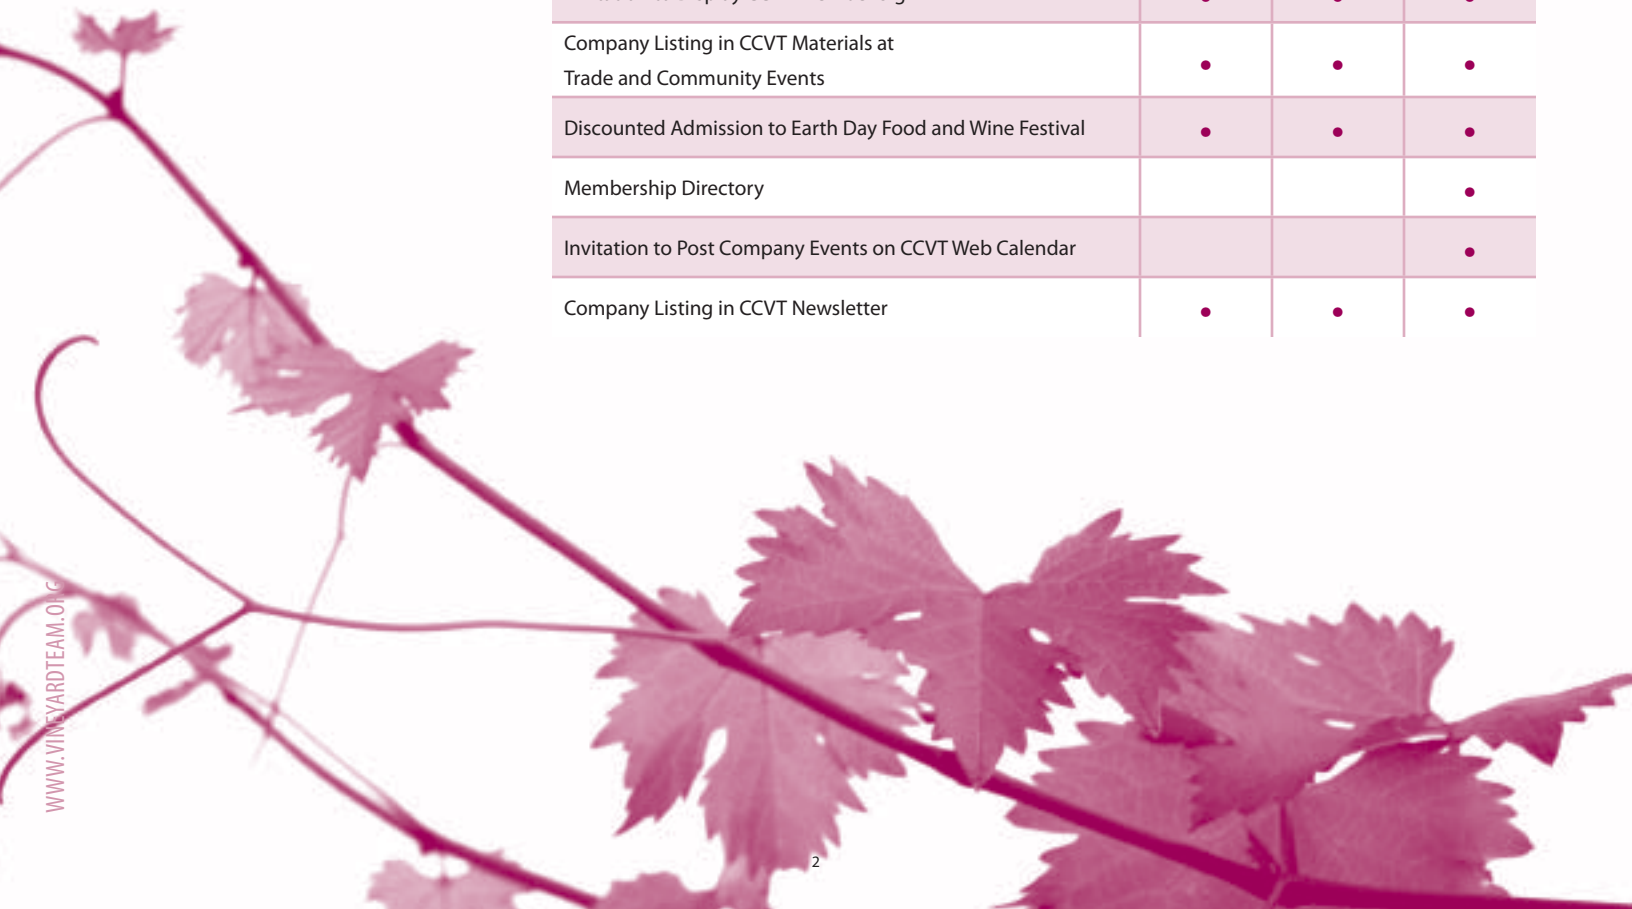 Company Listing in CCVT Materials at
Trade and Community Events
• • •
Discounted Admission to Earth Day Food and Wine Festival • • •
Membership Directory •
Invitation to Post Company Events on CCVT Web Calendar •
Company Listing in CCVT Newsletter • • •
WWW.VINEYARDTEAM.ORG
2